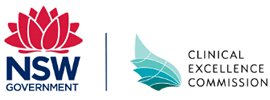 NSW
GOVERNMENT
CLINICAL
EXCELLENCE
COMMISSION